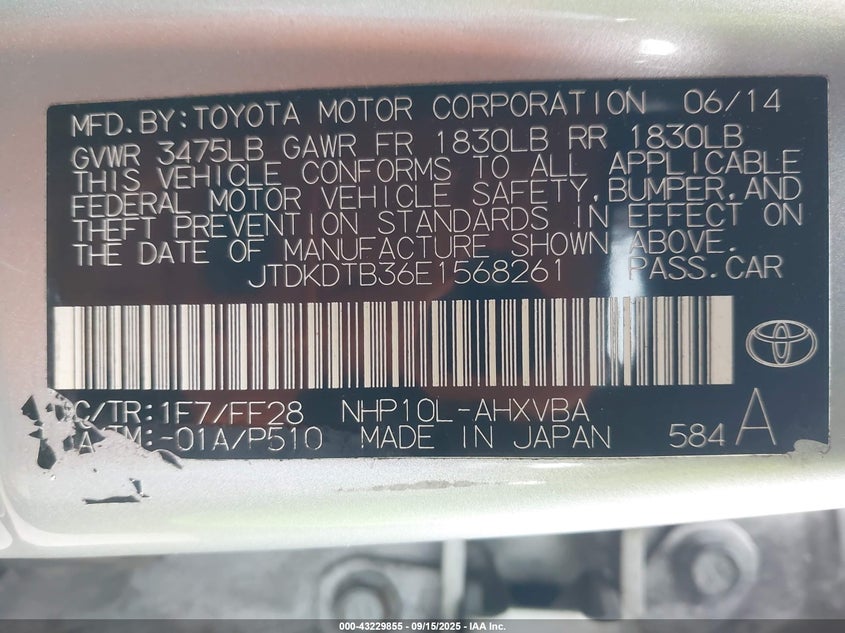 MFD.BY:TOYOTA MOTOR CORPORATION 06/14
GVWR 3475LB GAWR FR 1830LB RR 1830LB
THIS VEHICLE CONFORMS TO ALL APPLICABLE
FEDERAL MOTOR VEHICLE SAFETY,BUMPER,AND
THEFT PREVENTION STANDARDS IN EFFECT ON
THE DATE OF MANUFACTURE SHOWN ABOVE.
JTDKDTB36E1568261 PASS.CAR
C/TR:1F7/FF28 NHP10L-AHXVBA
A/TM:-01A/P510 MADE IN JAPAN 584A
000-43229855 - 09/15/2025 - IAA Inc.